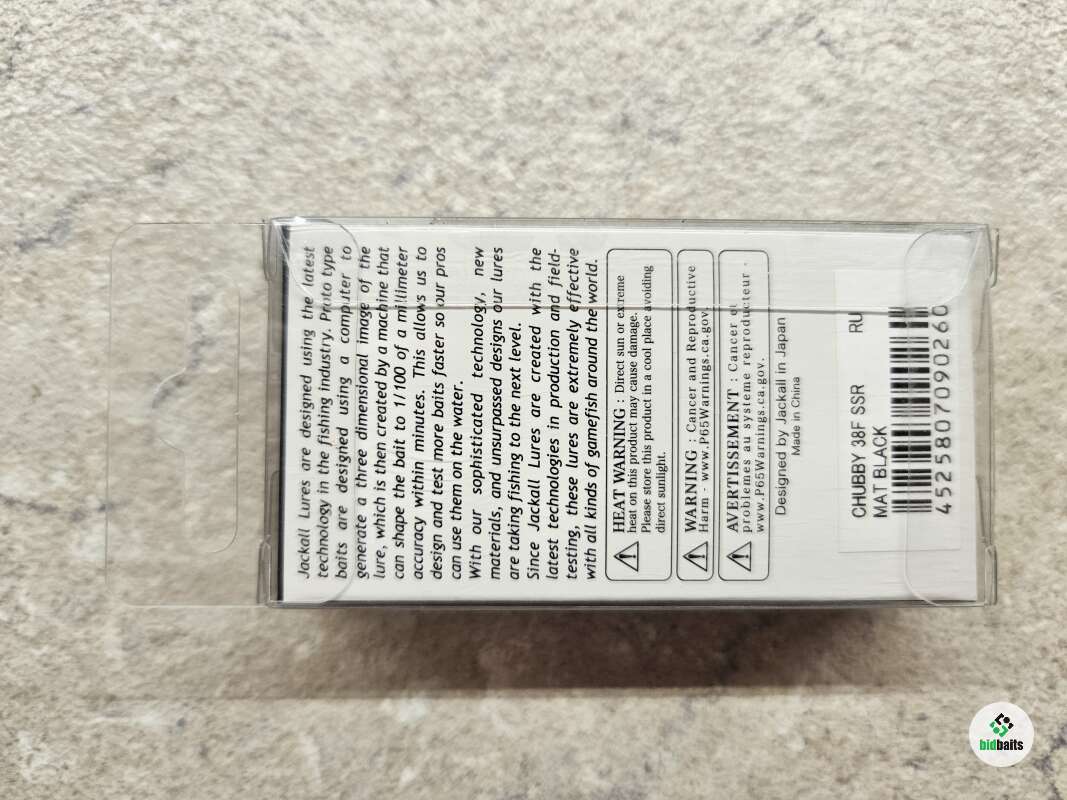 Jackall Lures are designed using the latest
technology in the fishing industry. Proto type
baits are designed using a computer to
generate a three dimensional image of the
lure, which is then created by a machine that
can shape the bait to 1/100 of a millimeter
accuracy within minutes. This allows us to
design and test more baits faster so our pros
can use them on the water.
With our sophisticated technology, new
materials, and unsurpassed designs our lures
are taking fishing to the next level.
Since Jackall Lures are created with the
latest technologies in production and field-
testing, these lures are extremely effective
with all kinds of gamefish around the world.
HEAT WARNING : Direct sun or extreme
heat on this product may cause damage.
Please store this product in a cool place avoiding
direct sunlight.
WARNING : Cancer and Reproductive
Harm - www.P65Warnings.ca.gov.
AVERTISSEMENT : Cancer et
problemes au systeme reproducteur -
www.P65Warnings.ca.gov.
Designed by Jackall in Japan
Made in China
CHUBBY 38F SSR RU
MAT BLACK
4525807090260
bidbaits